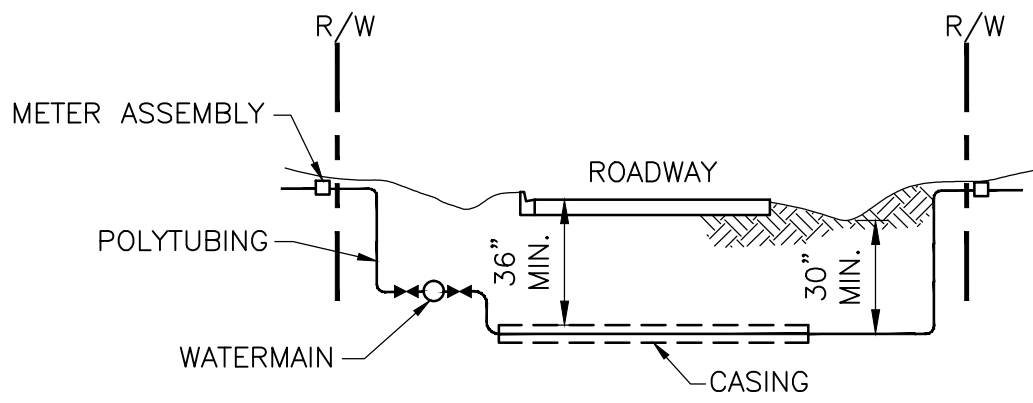 R/W
R/W
METER ASSEMBLY
ROADWAY
POLYTUBING
36”
MIN.
30”
MIN.
WATERMAIN
CASING